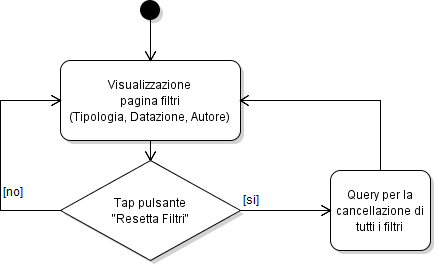 Visualizzazione
pagina filtri
(Tipologia, Datazione, Autore)
[no]
Tap pulsante
"Resetta Filtri"
[si]
Query per la
cancellazione di
tutti i filtri